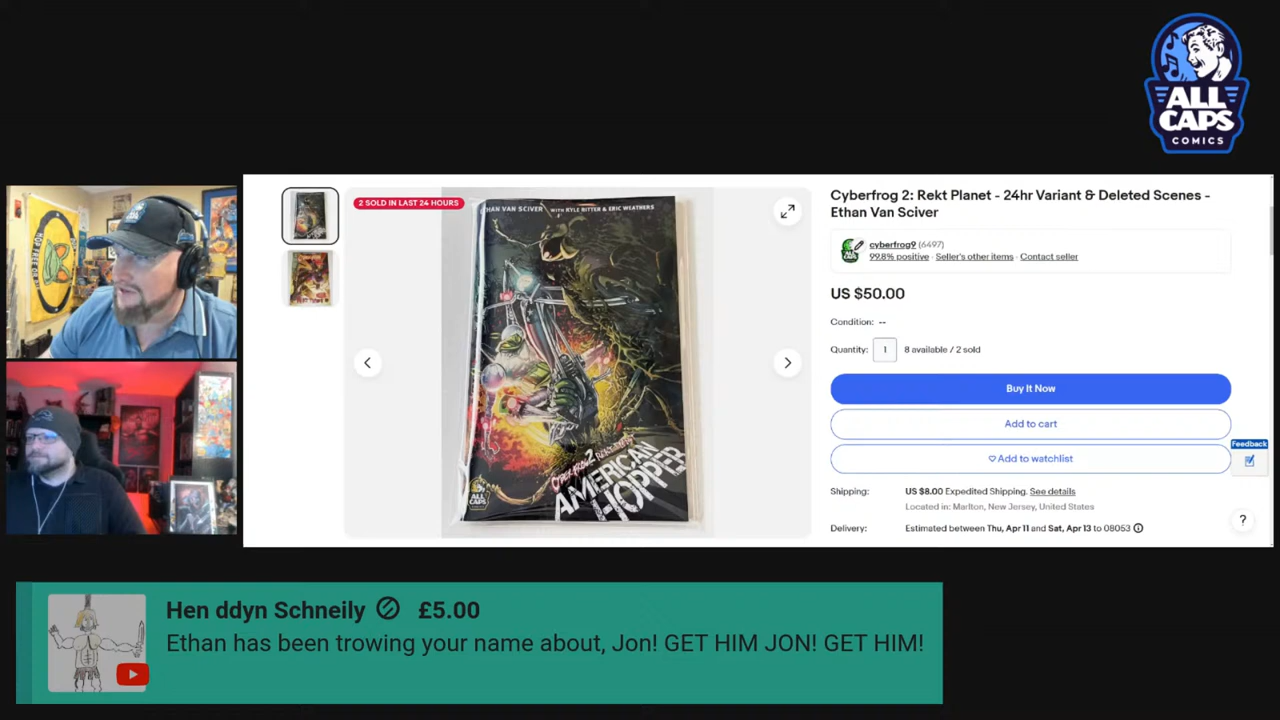 ALL
CAPS
COMICS
2 SOLD IN LAST 24 HOURS
ETHAN VAN SCIVER WITH KYLE RITTER & ERIC WEATHERS
AMERICAN
HOPPER
ALL
CAPS
Cyberfrog 2: Rekt Planet - 24hr Variant & Deleted Scenes -
Ethan Van Sciver
cyberfrog9 (6497)
99.8% positive · Seller's other items · Contact seller
US $50.00
Condition: --
Quantity: 1 8 available / 2 sold
Buy It Now
Add to cart
Add to watchlist
Feedback
Shipping: US $8.00 Expedited Shipping. See details
Located in: Marlton, New Jersey, United States
Delivery: Estimated between Thu, Apr 11 and Sat, Apr 13 to 08053
?
Hen ddyn Schneily £5.00
Ethan has been trowing your name about, Jon! GET HIM JON! GET HIM!